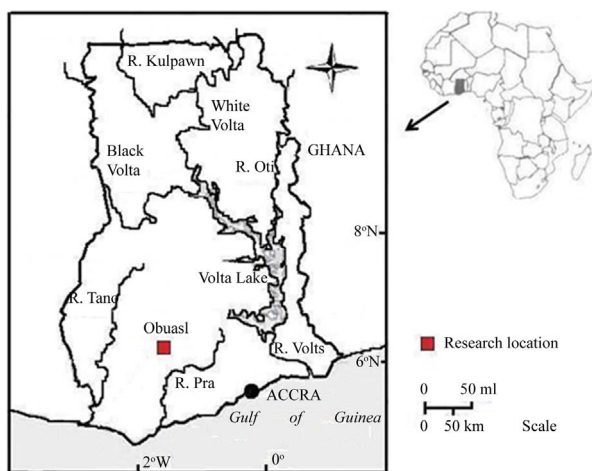 R. Kulpawn
White
Volta
Black
Volta
R. Oti
GHANA
8°N
Volta Lake
R. Tano
Obuasl
R. Volts
6°N
R. Pra
ACCRA
Gulf of Guinea
2°W
0°
Research location
0 50 ml
0 50 km Scale